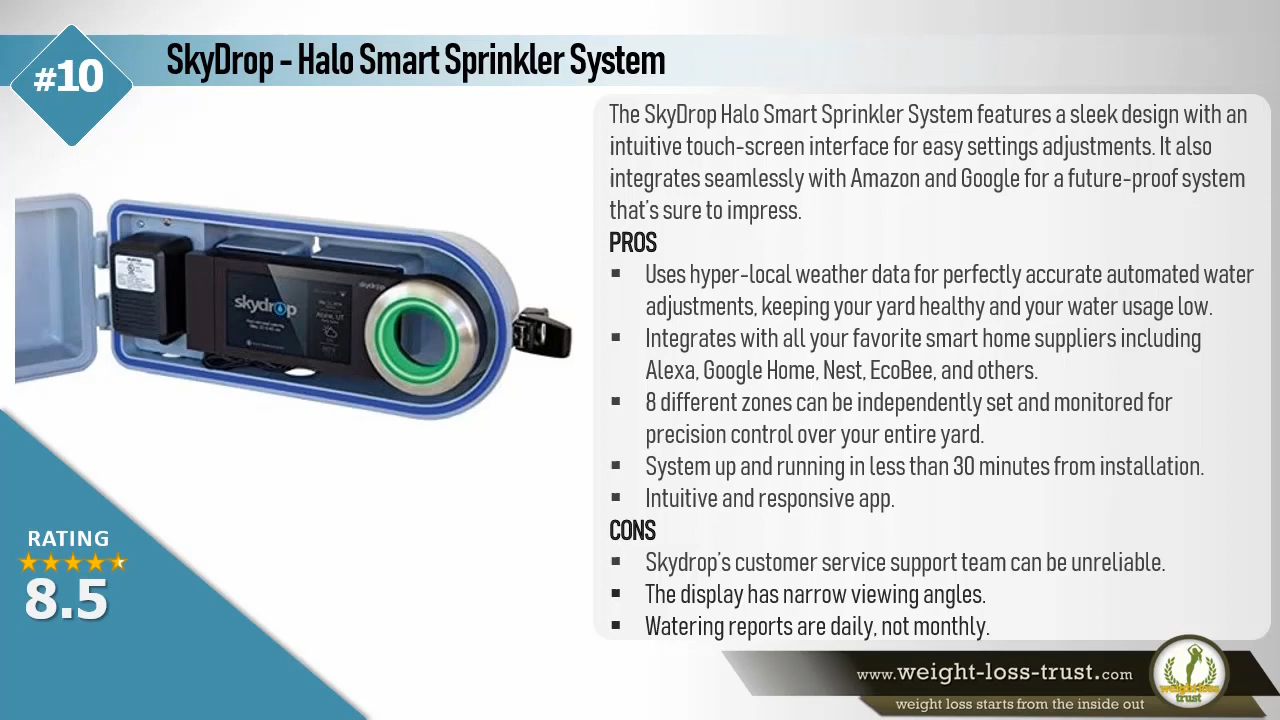 #10
SkyDrop - Halo Smart Sprinkler System
The SkyDrop Halo Smart Sprinkler System features a sleek design with an
intuitive touch-screen interface for easy settings adjustments. It also
integrates seamlessly with Amazon and Google for a future-proof system
that's sure to impress.
PROS
▪ Uses hyper-local weather data for perfectly accurate automated water
adjustments, keeping your yard healthy and your water usage low.
▪ Integrates with all your favorite smart home suppliers including
Alexa, Google Home, Nest, EcoBee, and others.
▪ 8 different zones can be independently set and monitored for
precision control over your entire yard.
▪ System up and running in less than 30 minutes from installation.
▪ Intuitive and responsive app.
CONS
▪ Skydrop's customer service support team can be unreliable.
▪ The display has narrow viewing angles.
▪ Watering reports are daily, not monthly.
skydrop
skydrop
RATING
8.5
www.weight-loss-trust.com
weight loss starts from the inside out
weight loss
trust